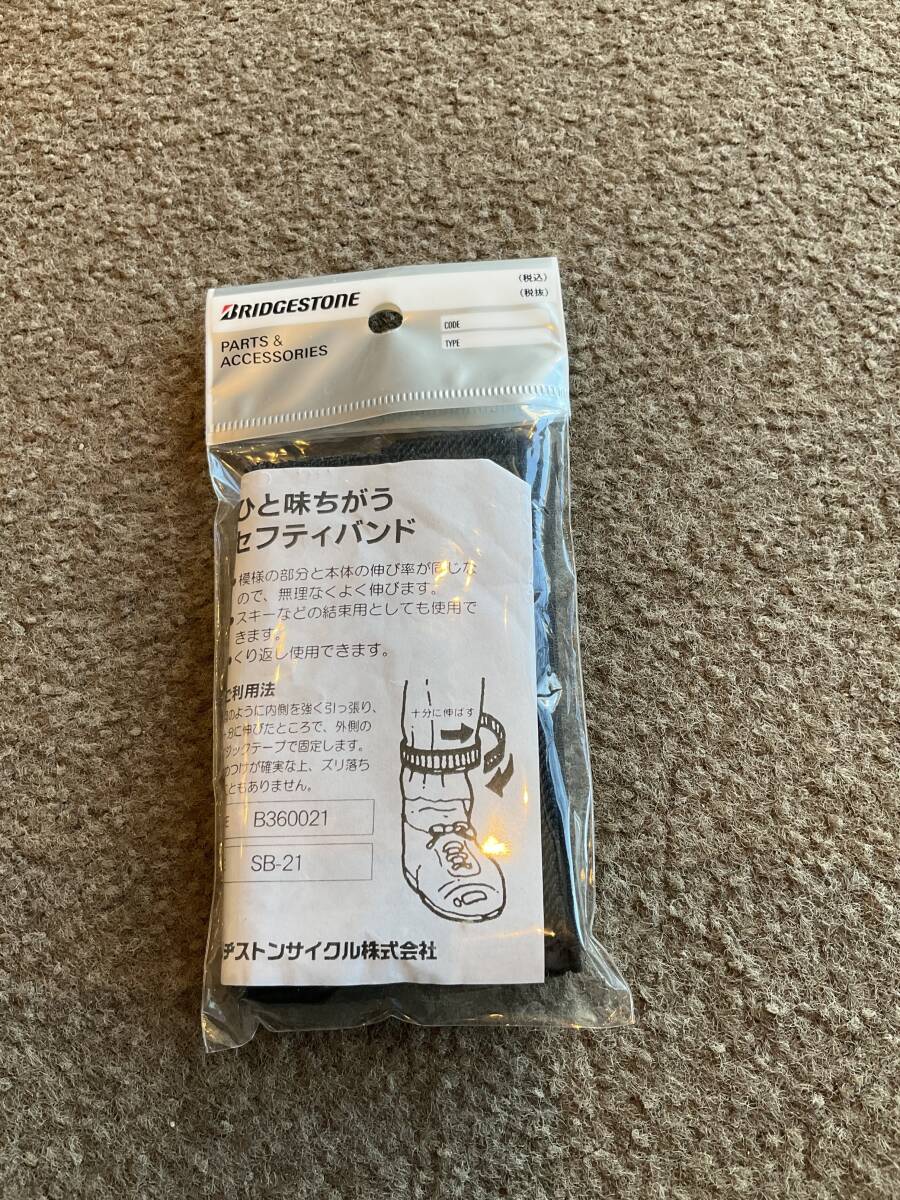 BRIDGESTONE
PARTS &
ACCESSORIES
(税込)
(税抜)
CODE
TYPE
ひと味ちがう
セフティバンド
●模様の部分と本体の伸び率が同じな
ので、無理なくよく伸びます。
●スキーなどの結束用としても使用で
きます。
●くり返し使用できます。
ご利用法
のように内側を強く引っ張り、
十分に伸びたところで、外側の
マジックテープで固定します。
つけが確実な上、ズリ落ち
ともありません。
十分に伸ばす
B360021
SB-21
ヂストンサイクル株式会社